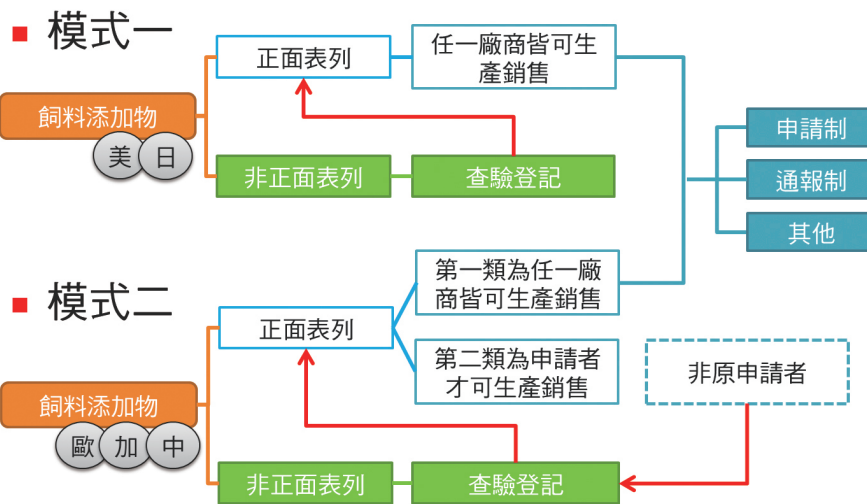 模式一
正面表列
任一廠商皆可生
產銷售
飼料添加物
美
日
非正面表列
查驗登記
申請制
通報制
其他
模式二
正面表列
第一類為任一廠
商皆可生產銷售
第二類為申請者
才可生產銷售
非原申請者
飼料添加物
歐
加
中
非正面表列
查驗登記